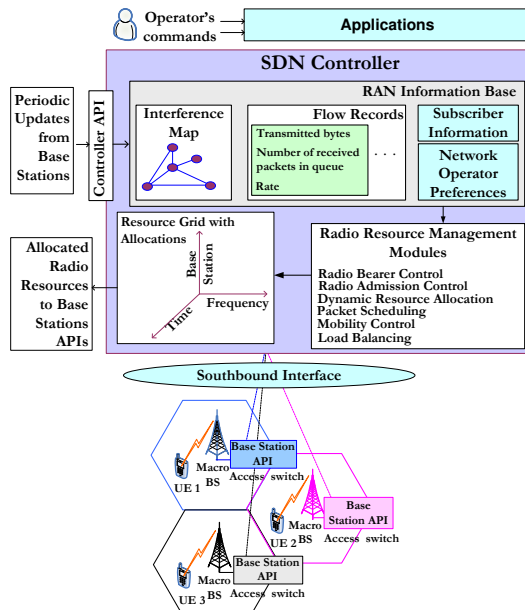 Operator's
commands
Applications
SDN Controller
RAN Information Base
Periodic
Updates
from
Base
Stations
Controller API
Interference
Map
Flow Records
Transmitted bytes
Number of received
packets in queue
Rate
. . .
Subscriber
Information
Network
Operator
Preferences
Allocated
Radio
Resources
to Base
Stations
APIs
Resource Grid with
Allocations
Base
Station
Frequency
Time
Radio Resource Management
Modules
Radio Bearer Control
Radio Admission Control
Dynamic Resource Allocation
Packet Scheduling
Mobility Control
Load Balancing
Southbound Interface
Base Station
API
Macro
BS
Access switch
UE 1
Base
Station API
Macro
BS
Access switch
UE 2
Base Station
API
Macro
BS
Access switch
UE 3